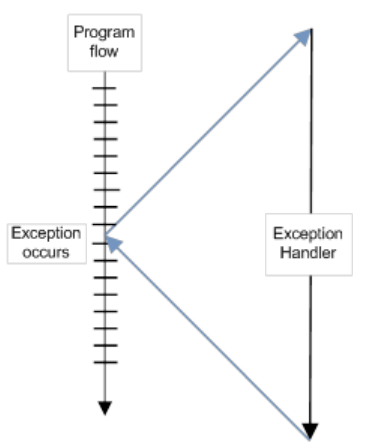 Program
flow
Exception
occurs
Exception
Handler